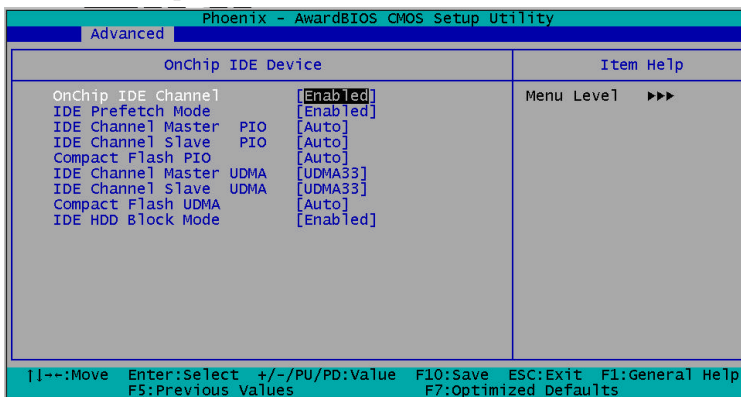 Phoenix - AwardBIOS CMOS Setup Utility
Advanced
OnChip IDE Device
Item Help
OnChip IDE Channel [Enabled]
Menu Level ►►►
IDE Prefetch Mode [Enabled]
IDE Channel Master PIO [Auto]
IDE Channel Slave PIO [Auto]
Compact Flash PIO [Auto]
IDE Channel Master UDMA [UDMA33]
IDE Channel Slave UDMA [UDMA33]
Compact Flash UDMA [Auto]
IDE HDD Block Mode [Enabled]
↑↓→←:Move Enter:Select +/-/PU/PD:Value F10:Save ESC:Exit F1:General Help
F5:Previous Values F7:Optimized Defaults